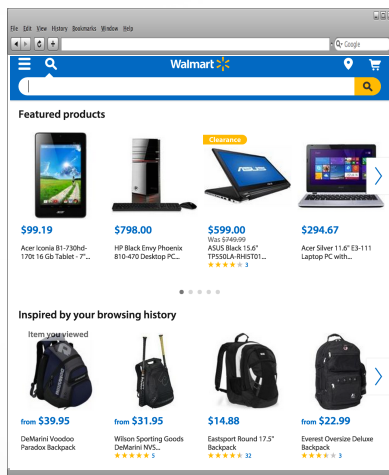 File Edit View History Bookmarks Window Help
Q▾ Google
Walmart
Featured products
Clearance
$99.19
Acer Iconia B1-730hd-
170t 16 Gb Tablet - 7"...
$798.00
HP Black Envy Phoenix
810-470 Desktop PC...
$599.00
Was $749.99
ASUS Black 15.6"
TP550LA-RHIST01...
3
$294.67
Acer Silver 11.6" E3-111
Laptop PC with...
Inspired by your browsing history
Item you viewed
from $39.95
DeMarini Voodoo
Paradox Backpack
from $31.95
Wilson Sporting Goods
DeMarini NVS...
5
$14.88
Eastsport Round 17.5"
Backpack
32
from $22.99
Everest Oversize Deluxe
Backpack
3